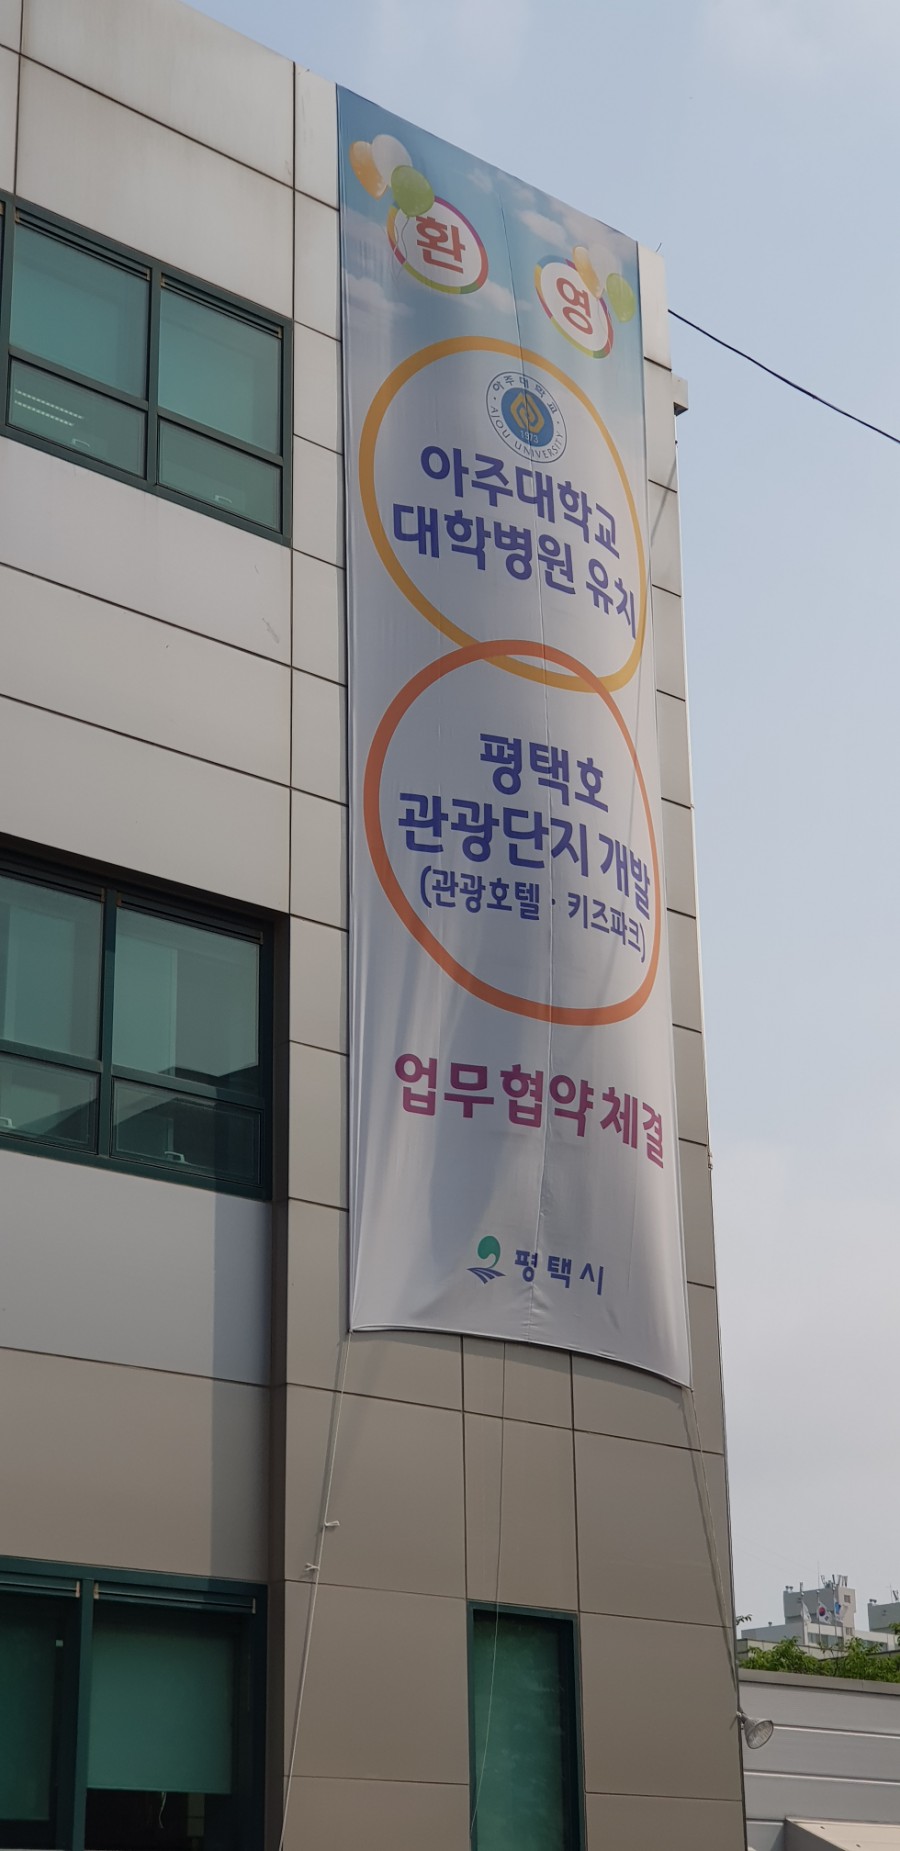 환영
아주대학교
AJOU UNIVERSITY
1973
아주대학교
대학병원 유치
평택호
관광단지 개발
(관광호텔 · 키즈파크)
업무협약 체결
평택시